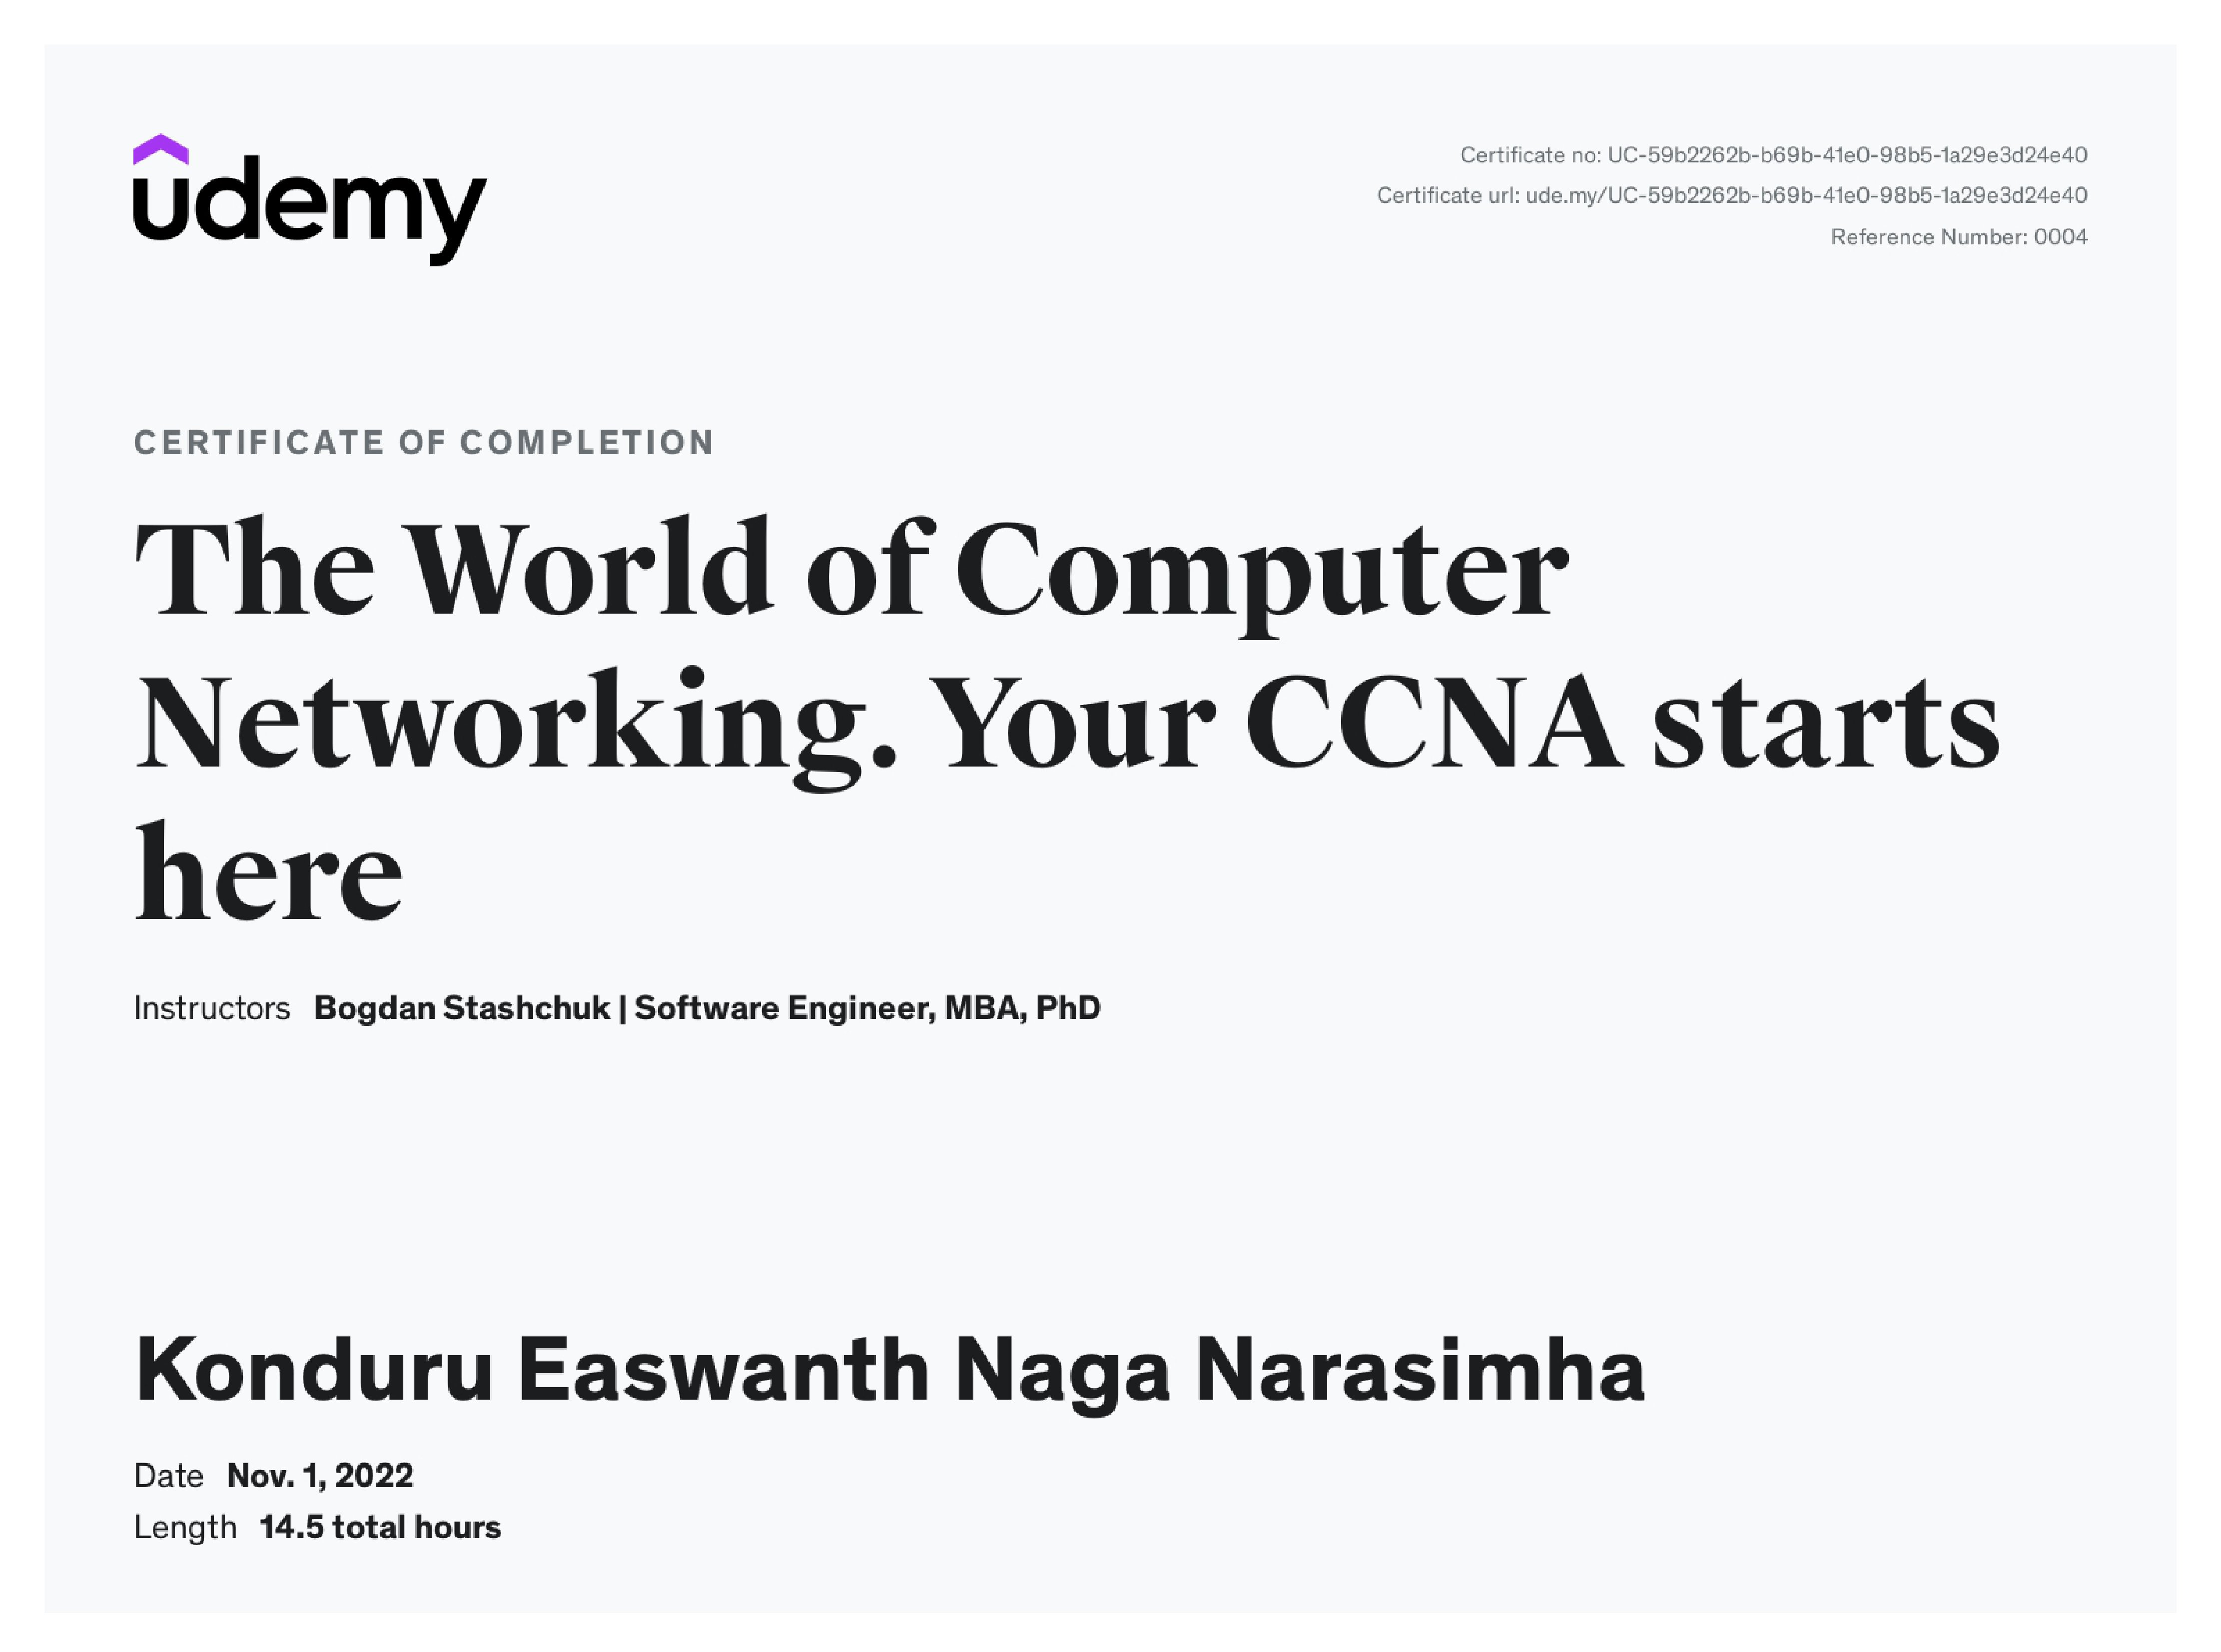 udemy
Certificate no: UC-59b2262b-b69b-41e0-98b5-1a29e3d24e40
Certificate url: ude.my/UC-59b2262b-b69b-41e0-98b5-1a29e3d24e40
Reference Number: 0004
CERTIFICATE OF COMPLETION
The World of Computer
Networking. Your CCNA starts
here
Instructors Bogdan Stashchuk | Software Engineer, MBA, PhD
Konduru Easwanth Naga Narasimha
Date Nov. 1, 2022
Length 14.5 total hours